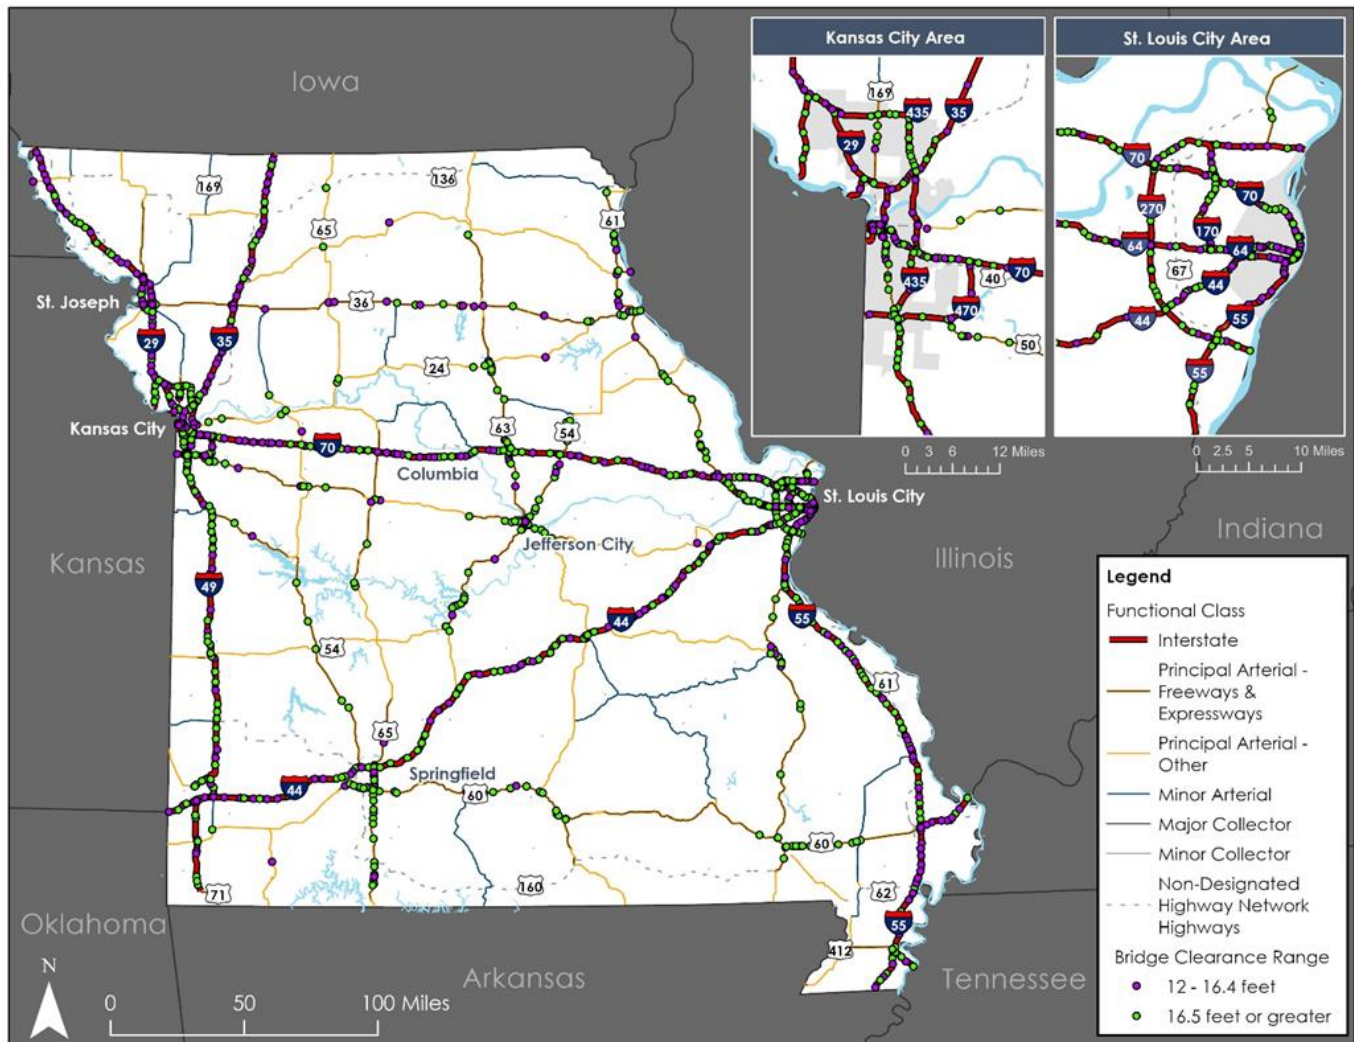 Iowa
169
136
65
61
St. Joseph
36
29
35
24
Kansas City
63
54
70
Columbia
St. Louis City
Jefferson City
Kansas
Illinois
Indiana
49
44
55
54
61
65
Springfield
44
60
60
71
160
62
55
412
Oklahoma
Arkansas
Tennessee
N
0 50 100 Miles
Kansas City Area
169
435
35
29
70
40
435
470
50
0 3 6 12 Miles
St. Louis City Area
70
70
270
170
64
64
67
44
44
55
55
0 2.5 5 10 Miles
Legend
Functional Class
Interstate
Principal Arterial -
Freeways &
Expressways
Principal Arterial -
Other
Minor Arterial
Major Collector
Minor Collector
Non-Designated
Highway Network
Highways
Bridge Clearance Range
12 - 16.4 feet
16.5 feet or greater